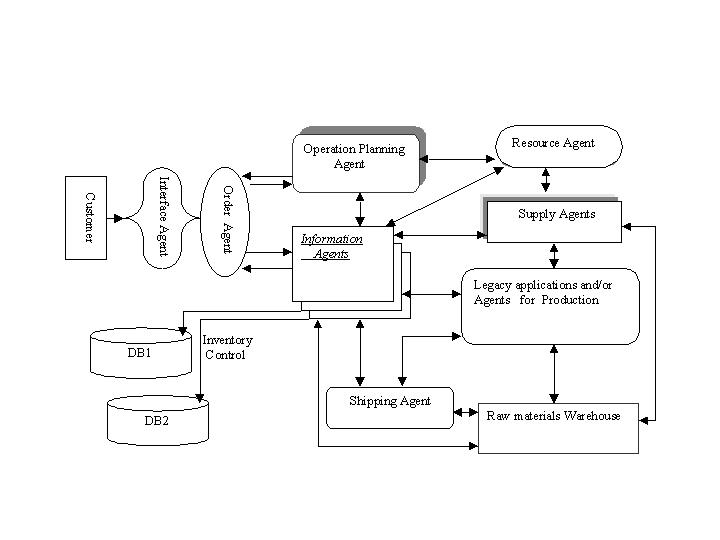 Customer
Interface Agent
Order Agent
Operation Planning
Agent
Resource Agent
Supply Agents
Information
Agents
Legacy applications and/or
Agents for Production
DB1
Inventory
Control
DB2
Shipping Agent
Raw materials Warehouse